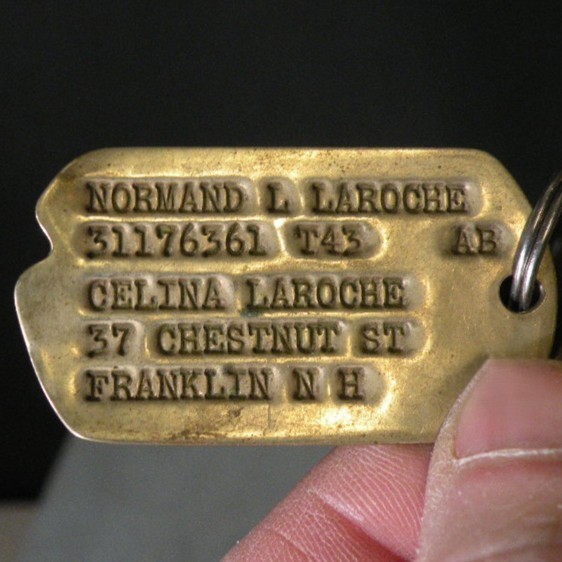 NORMAND L LAROCHE
31176361 T43 AB
CELINA LAROCHE
37 CHESTNUT ST
FRANKLIN N H